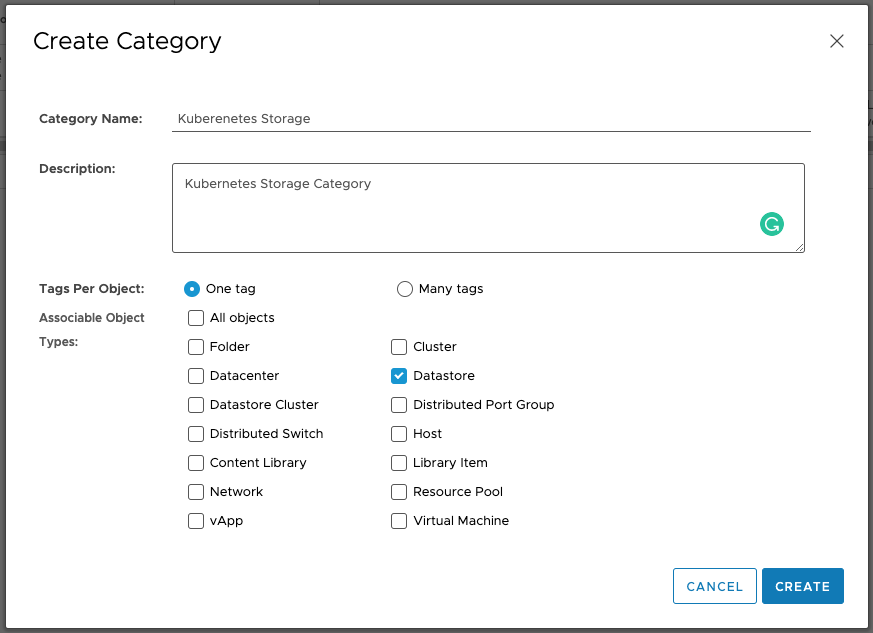 Create Category
Category Name: Kuberenetes Storage
Description: Kubernetes Storage Category
Tags Per Object: One tag Many tags
Associable Object Types: All objects
Folder Cluster
Datacenter Datastore
Datastore Cluster Distributed Port Group
Distributed Switch Host
Content Library Library Item
Network Resource Pool
vApp Virtual Machine
CANCEL CREATE